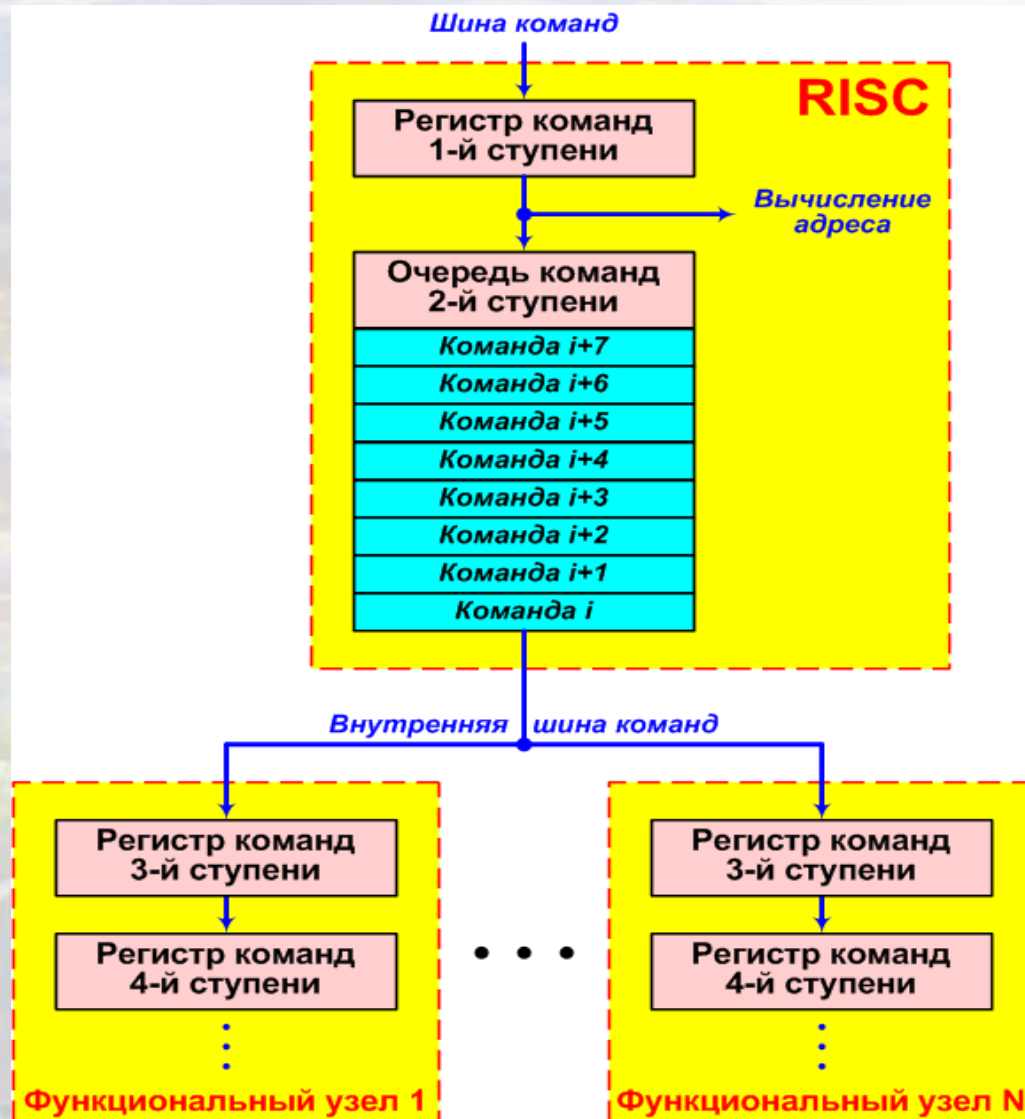 Шина команд
RISC
Регистр команд
1-й ступени
Вычисление
адреса
Очередь команд
2-й ступени
Команда i+7
Команда i+6
Команда i+5
Команда i+4
Команда i+3
Команда i+2
Команда i+1
Команда i
Внутренняя шина команд
Регистр команд
3-й ступени
Регистр команд
4-й ступени
Функциональный узел 1
• • •
Регистр команд
3-й ступени
Регистр команд
4-й ступени
Функциональный узел N